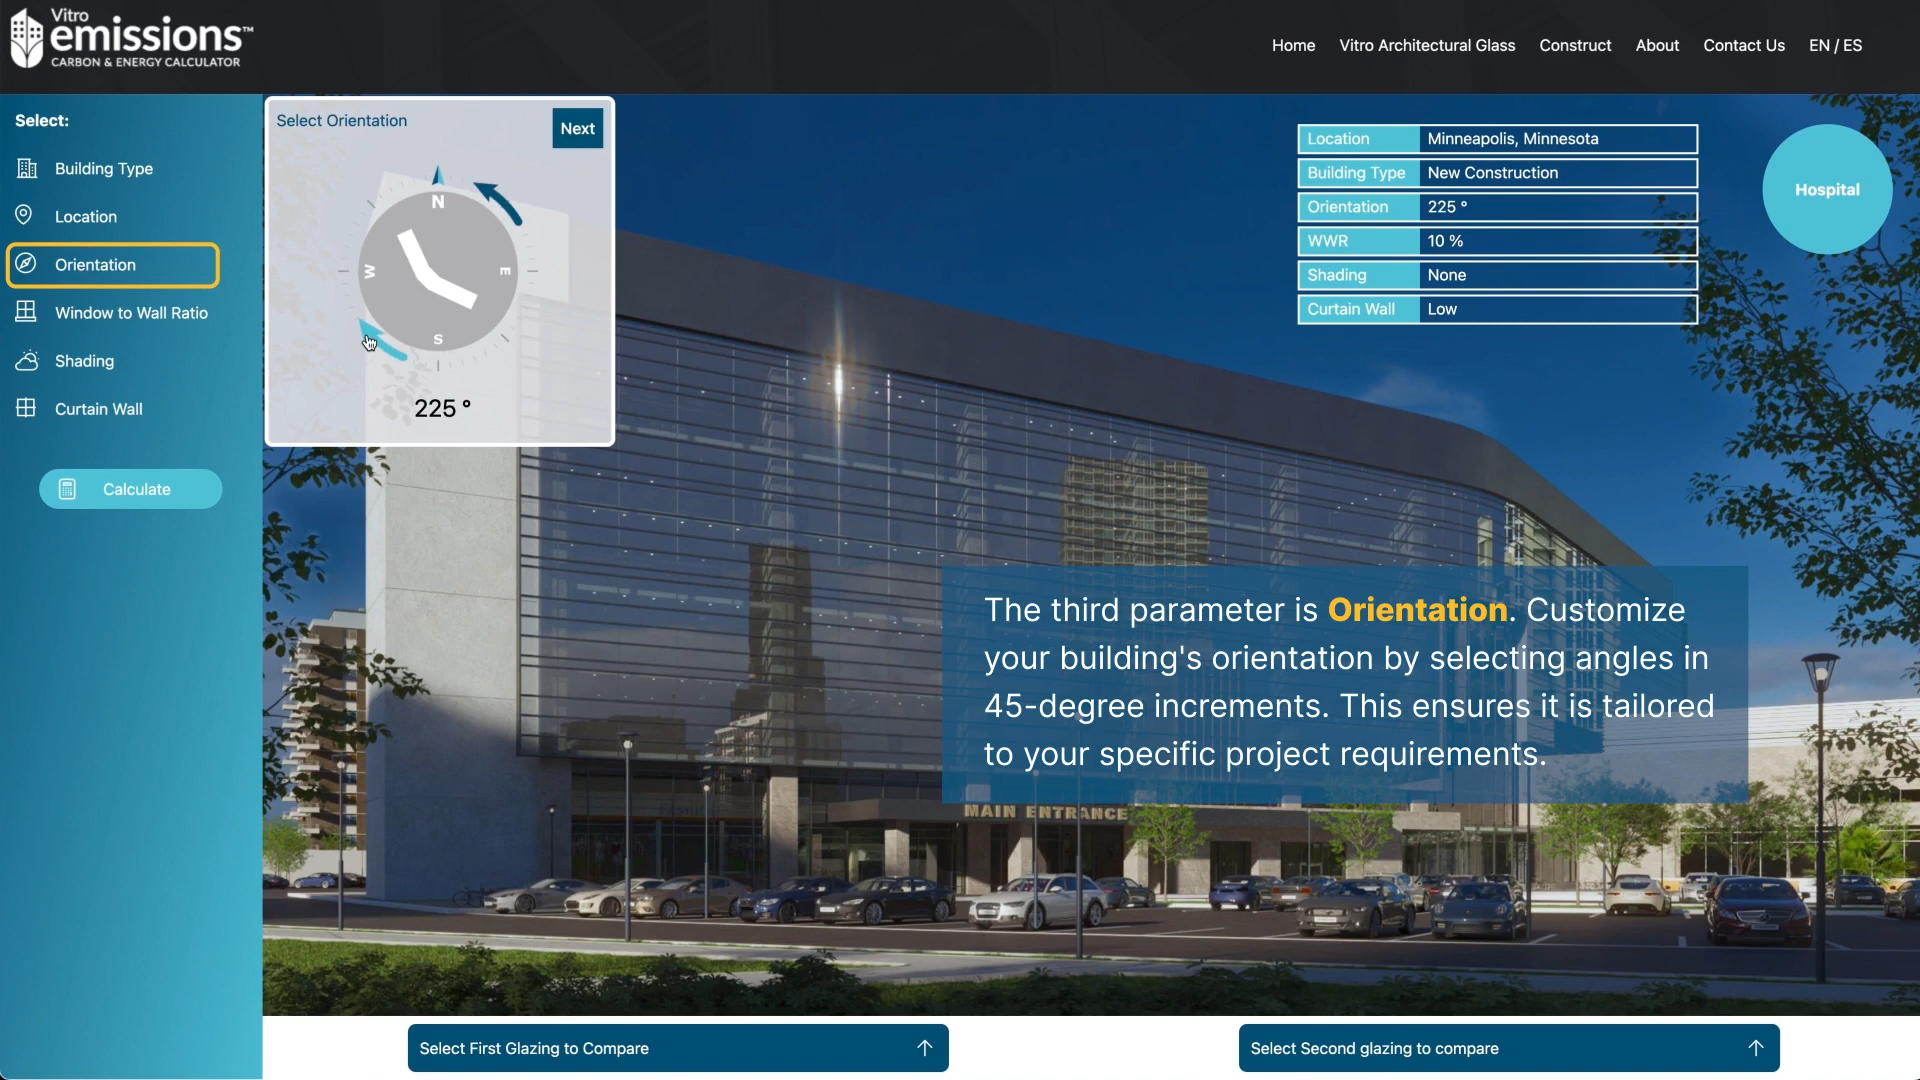 Vitro
emissions™
CARBON & ENERGY CALCULATOR
Home
Vitro Architectural Glass
Construct
About
Contact Us
EN / ES
Select:
Building Type
Location
Orientation
Window to Wall Ratio
Shading
Curtain Wall
Calculate
Select Orientation
Next
N
W
E
S
225 °
Location Minneapolis, Minnesota
Building Type New Construction
Orientation 225 °
WWR 10 %
Shading None
Curtain Wall Low
Hospital
The third parameter is Orientation. Customize
your building's orientation by selecting angles in
45-degree increments. This ensures it is tailored
to your specific project requirements.
MAIN ENTRANCE
Select First Glazing to Compare
Select Second glazing to compare